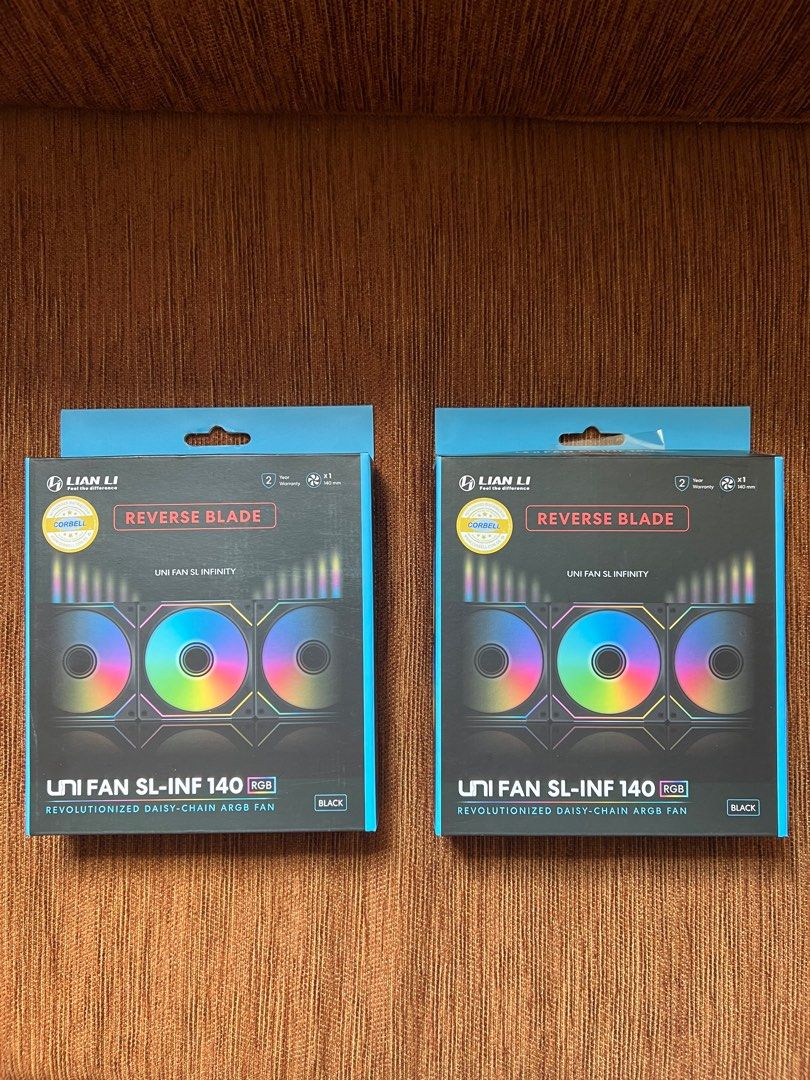 LIAN LI
Feel the difference
2 Year Warranty
x1
140 mm
CORBELL
REVERSE BLADE
UNI FAN SL INFINITY
UNI FAN SL-INF 140 RGB
REVOLUTIONIZED DAISY-CHAIN ARGB FAN
BLACK
LIAN LI
Feel the difference
2 Year Warranty
x1
140 mm
CORBELL
REVERSE BLADE
UNI FAN SL INFINITY
UNI FAN SL-INF 140 RGB
REVOLUTIONIZED DAISY-CHAIN ARGB FAN
BLACK